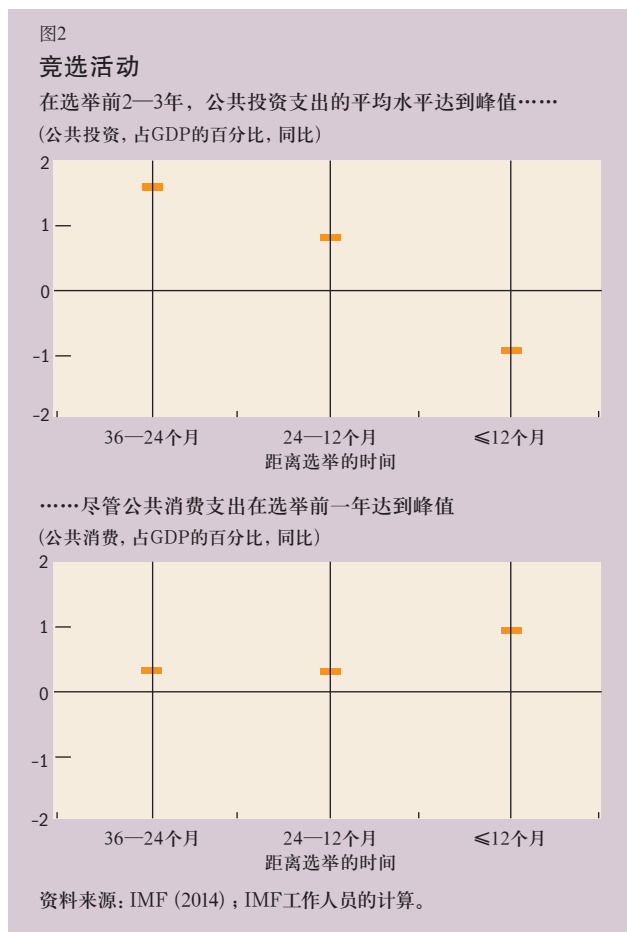 图2
竞选活动
在选举前2—3年，公共投资支出的平均水平达到峰值……
(公共投资, 占GDP的百分比, 同比)
2
1
0
–1
–2
36—24个月 24—12个月 ≤12个月
距离选举的时间
……尽管公共消费支出在选举前一年达到峰值
(公共消费, 占GDP的百分比, 同比)
2
1
0
–1
–2
36—24个月 24—12个月 ≤12个月
距离选举的时间
资料来源: IMF (2014) ; IMF工作人员的计算。